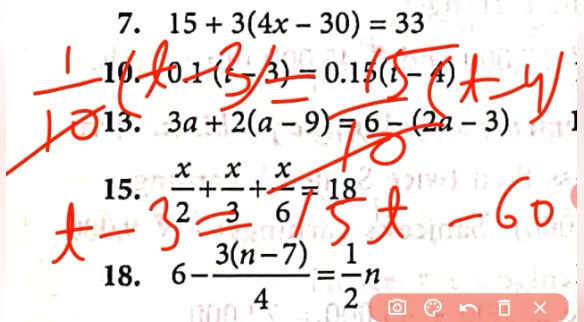 7. 15 + 3(4x – 30) = 33
10. 0.1 (t – 3) = 0.15(t – 4)
1/10 (t – 3) = 15/10 (t – 4)
13. 3a + 2(a – 9) = 6 – (2a – 3)
15. x/2 + x/3 + x/6 = 18
t – 3 = 15t – 60
18. 6 – 3(n – 7)/4 = 1/2 n